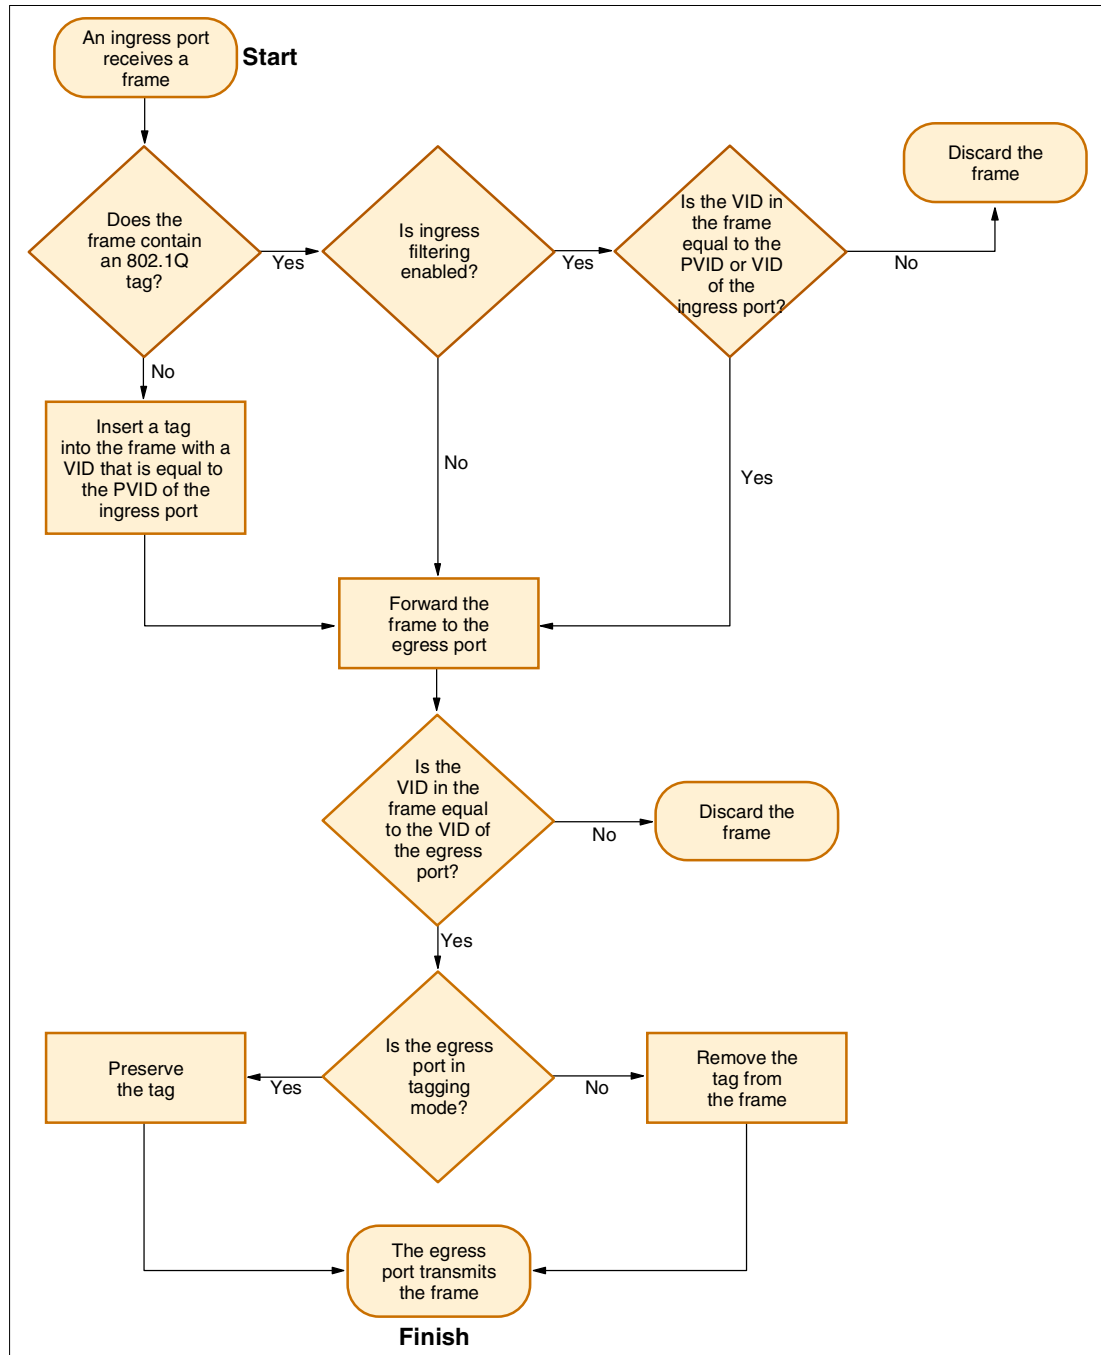 An ingress port
receives a
frame
Start
Does the
frame contain
an 802.1Q
tag?
Yes
Is ingress
filtering
enabled?
Yes
Is the VID in
the frame
equal to the
PVID or VID
of the
ingress port?
No
Discard the
frame
No
Insert a tag
into the frame with a
VID that is equal to
the PVID of the
ingress port
No
Yes
Forward the
frame to the
egress port
Is the
VID in the
frame equal
to the VID of
the egress
port?
No
Discard the
frame
Yes
Is the egress
port in
tagging
mode?
Yes
Preserve
the tag
No
Remove the
tag from
the frame
The egress
port transmits
the frame
Finish